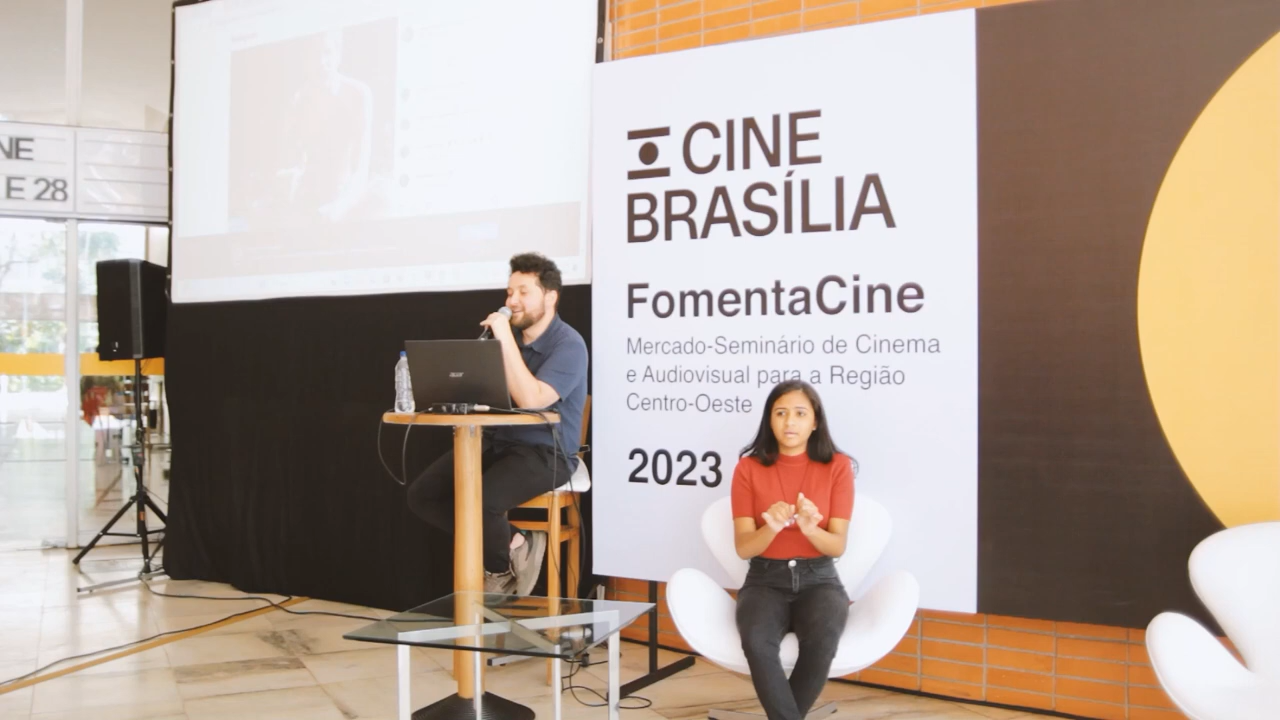 NE
E 28
CINE
BRASÍLIA
FomentaCine
Mercado-Seminário de Cinema
e Audiovisual para a Região
Centro-Oeste
2023
acer